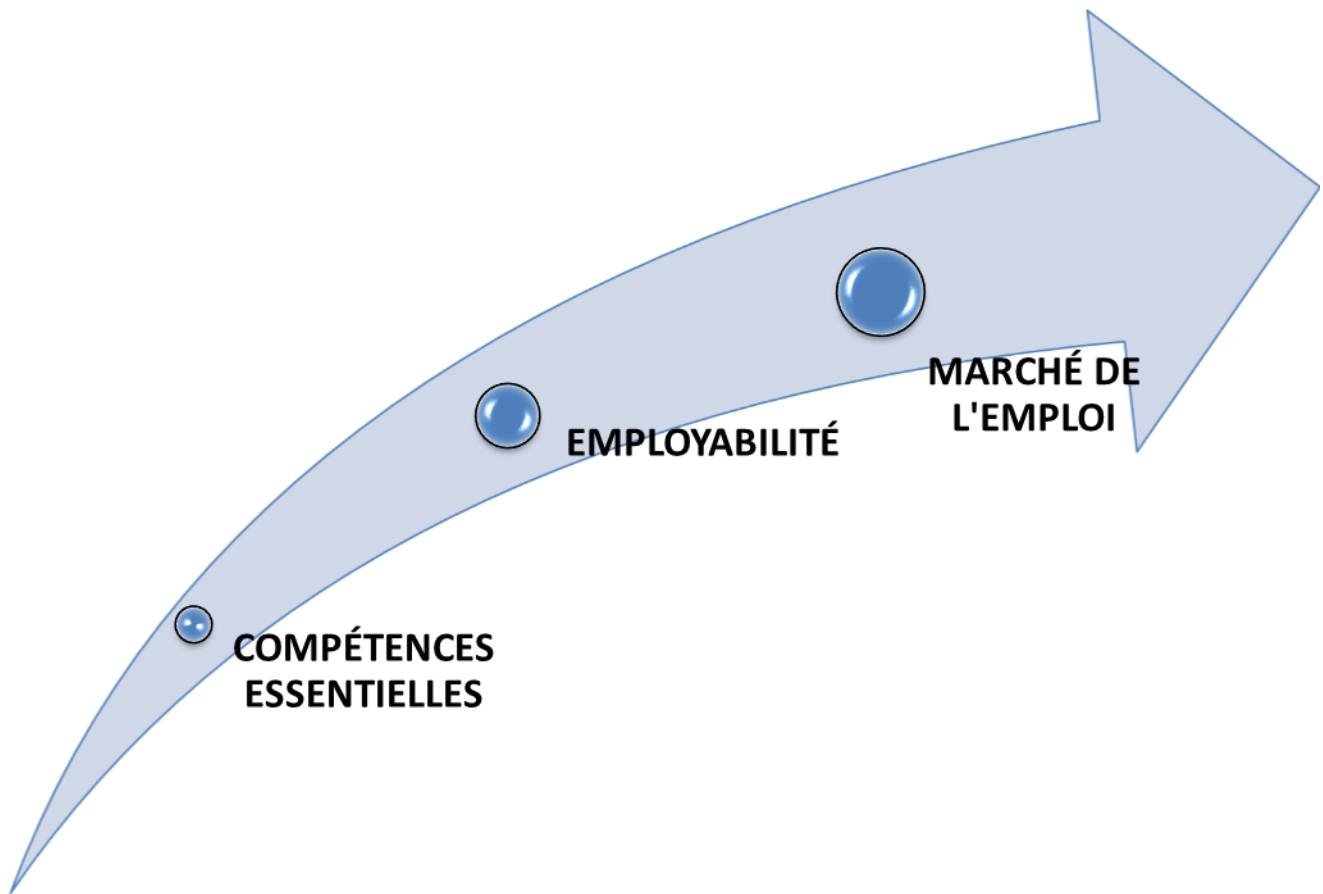 MARCHÉ DE
L'EMPLOI
EMPLOYABILITÉ
COMPÉTENCES
ESSENTIELLES